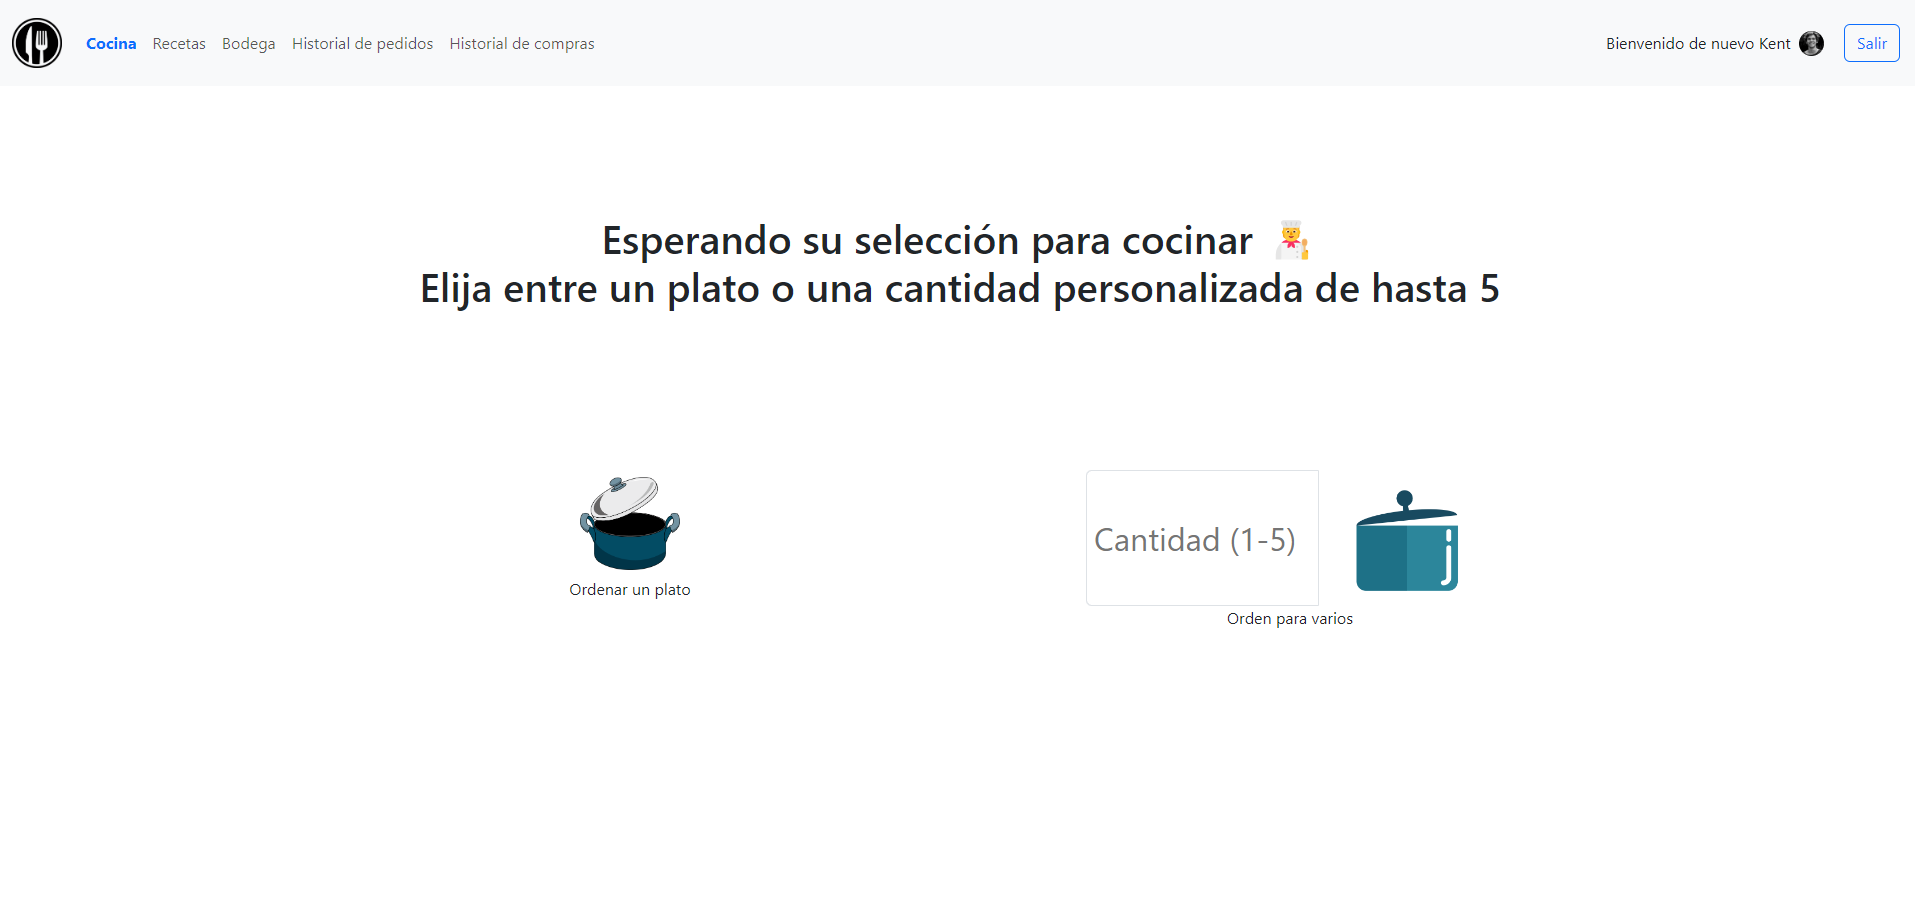 Cocina Recetas Bodega Historial de pedidos Historial de compras Bienvenido de nuevo Kent Salir
Esperando su selección para cocinar
Elija entre un plato o una cantidad personalizada de hasta 5
Cantidad (1-5)
Ordenar un plato
Orden para varios